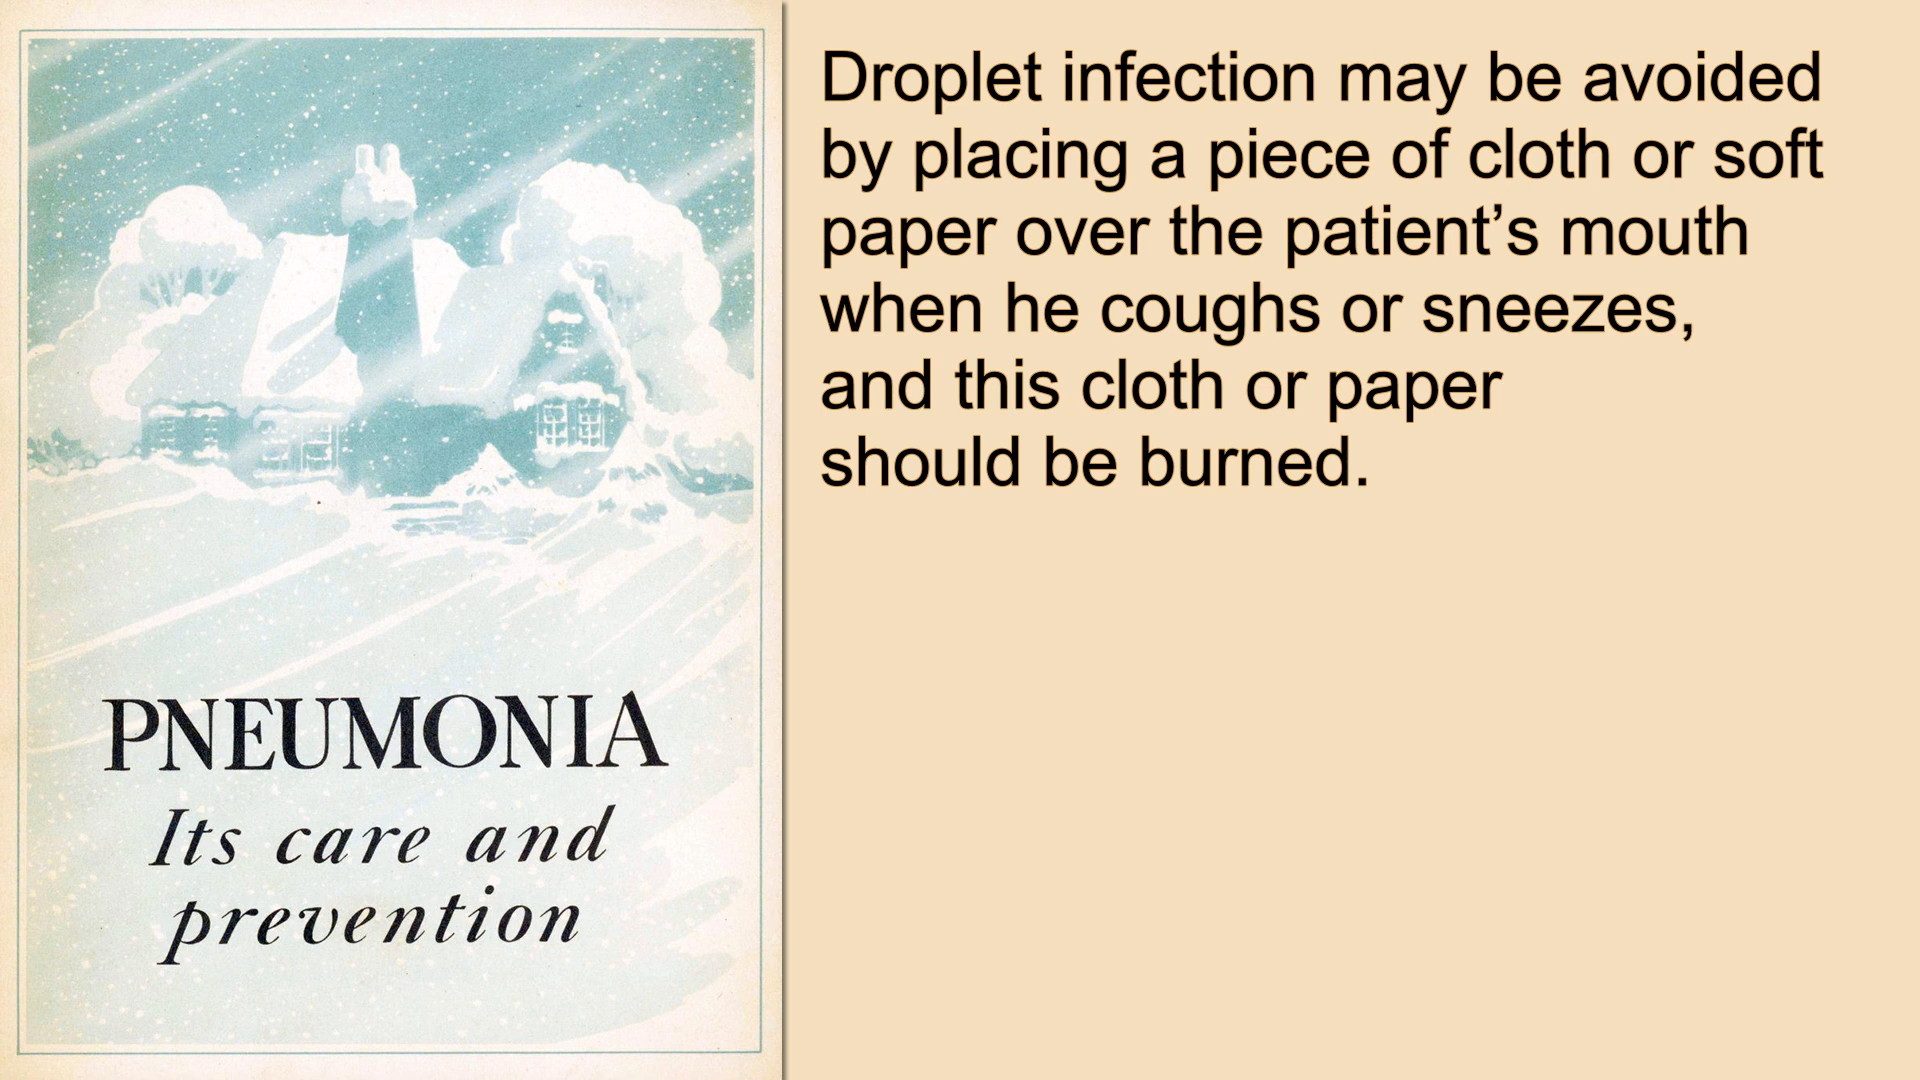 PNEUMONIA
Its care and
prevention
Droplet infection may be avoided
by placing a piece of cloth or soft
paper over the patient’s mouth
when he coughs or sneezes,
and this cloth or paper
should be burned.